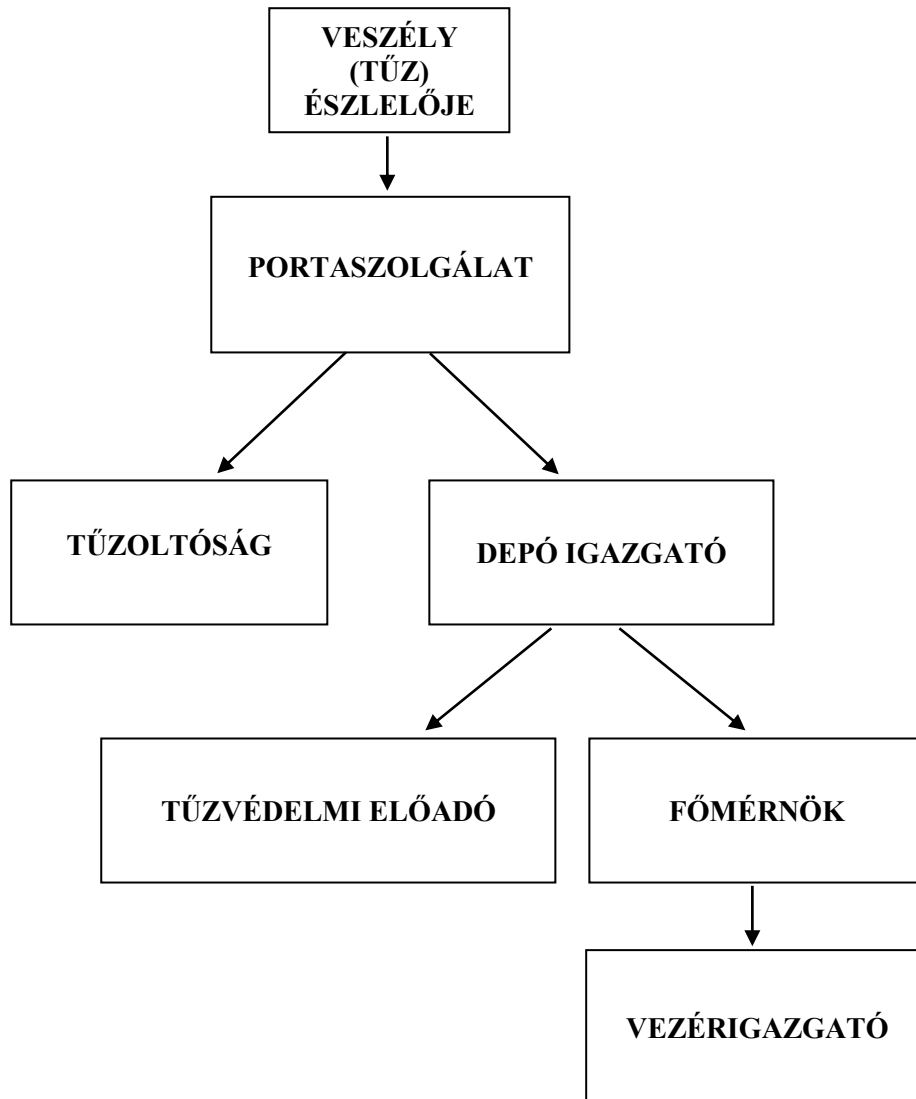 VESZÉLY
(TŰZ)
ÉSZLELŐJE
PORTASZOLGÁLAT
TŰZOLTÓSÁG
DEPÓ IGAZGATÓ
TŰZVÉDELMI ELŐADÓ
FŐMÉRNÖK
VEZÉRIGAZGATÓ